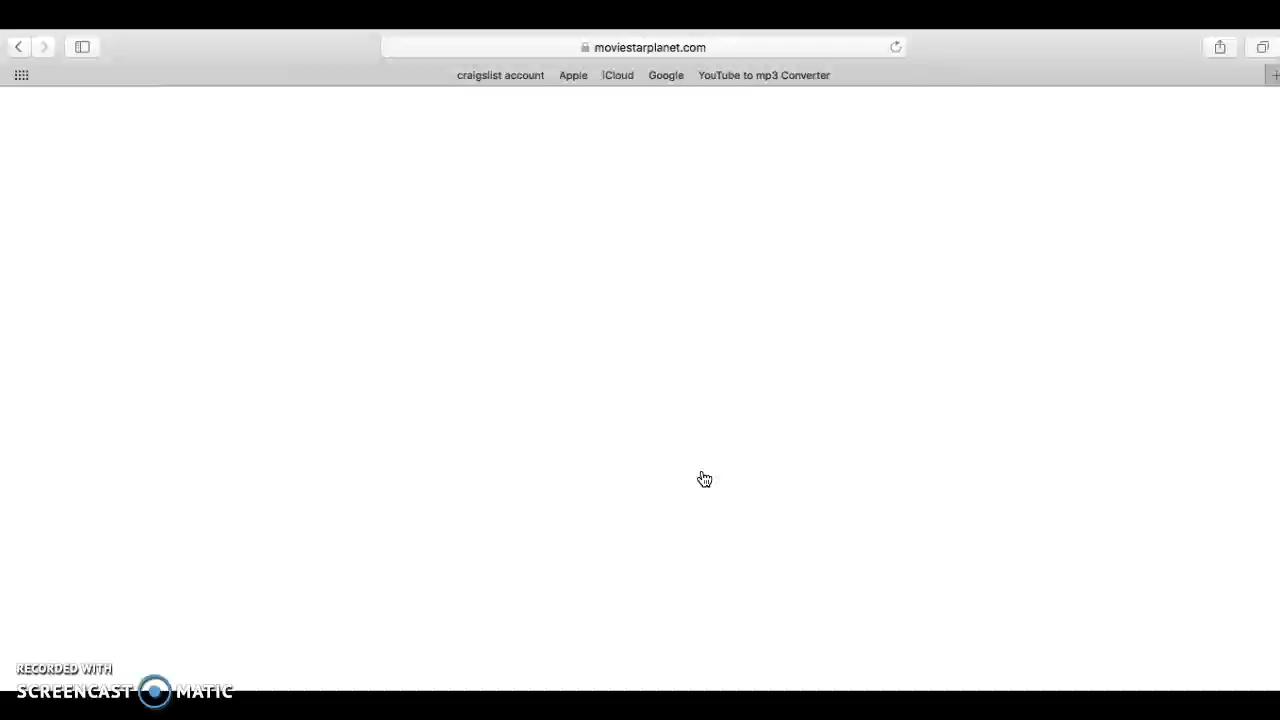 moviestarplanet.com
craigslist account Apple iCloud Google YouTube to mp3 Converter
RECORDED WITH
SCREENCAST MATIC